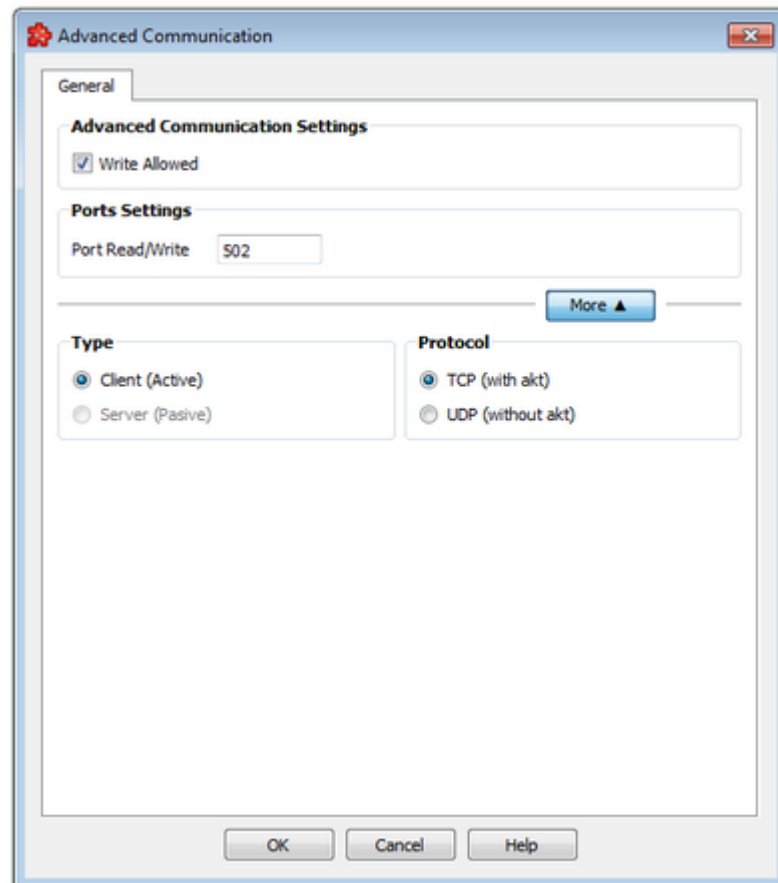 Advanced Communication
General
Advanced Communication Settings
Write Allowed
Ports Settings
Port Read/Write 502
More ▲
Type Protocol
Client (Active) TCP (with akt)
Server (Pasive) UDP (without akt)
OK Cancel Help